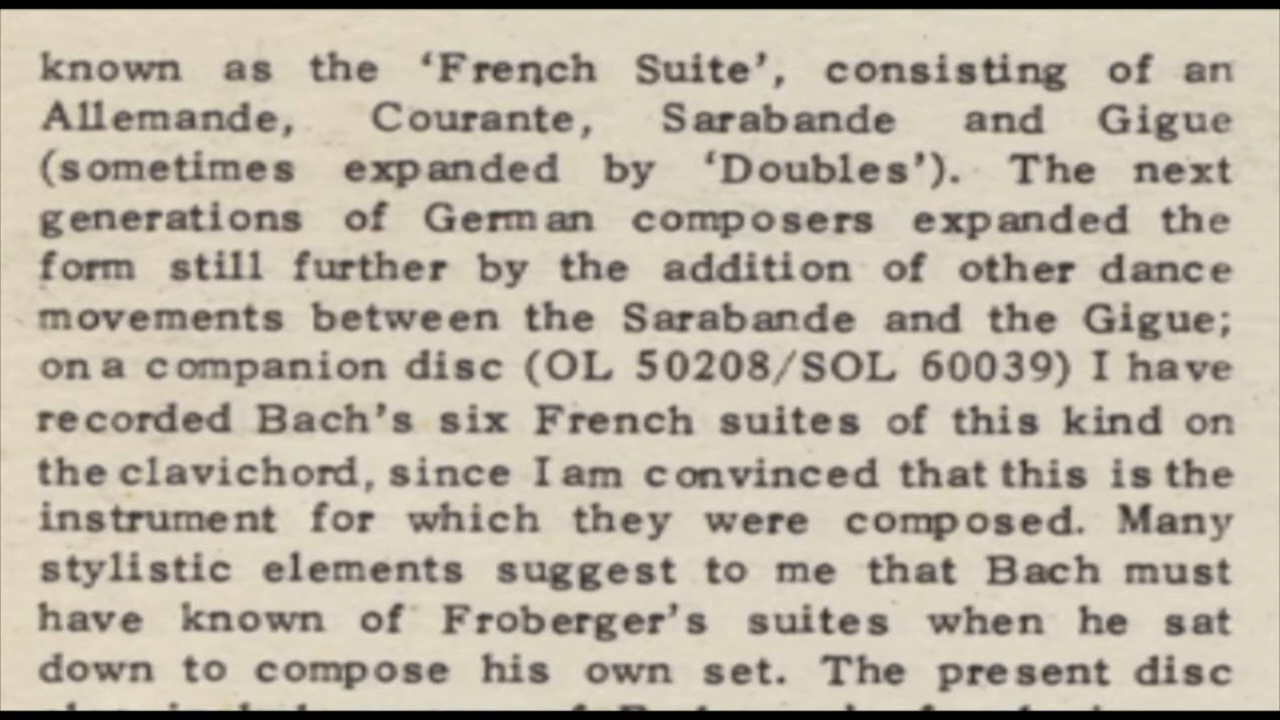 known as the ‘French Suite’, consisting of an
Allemande, Courante, Sarabande and Gigue
(sometimes expanded by ‘Doubles’). The next
generations of German composers expanded the
form still further by the addition of other dance
movements between the Sarabande and the Gigue;
on a companion disc (OL 50208/SOL 60039) I have
recorded Bach’s six French suites of this kind on
the clavichord, since I am convinced that this is the
instrument for which they were composed. Many
stylistic elements suggest to me that Bach must
have known of Froberger’s suites when he sat
down to compose his own set. The present disc